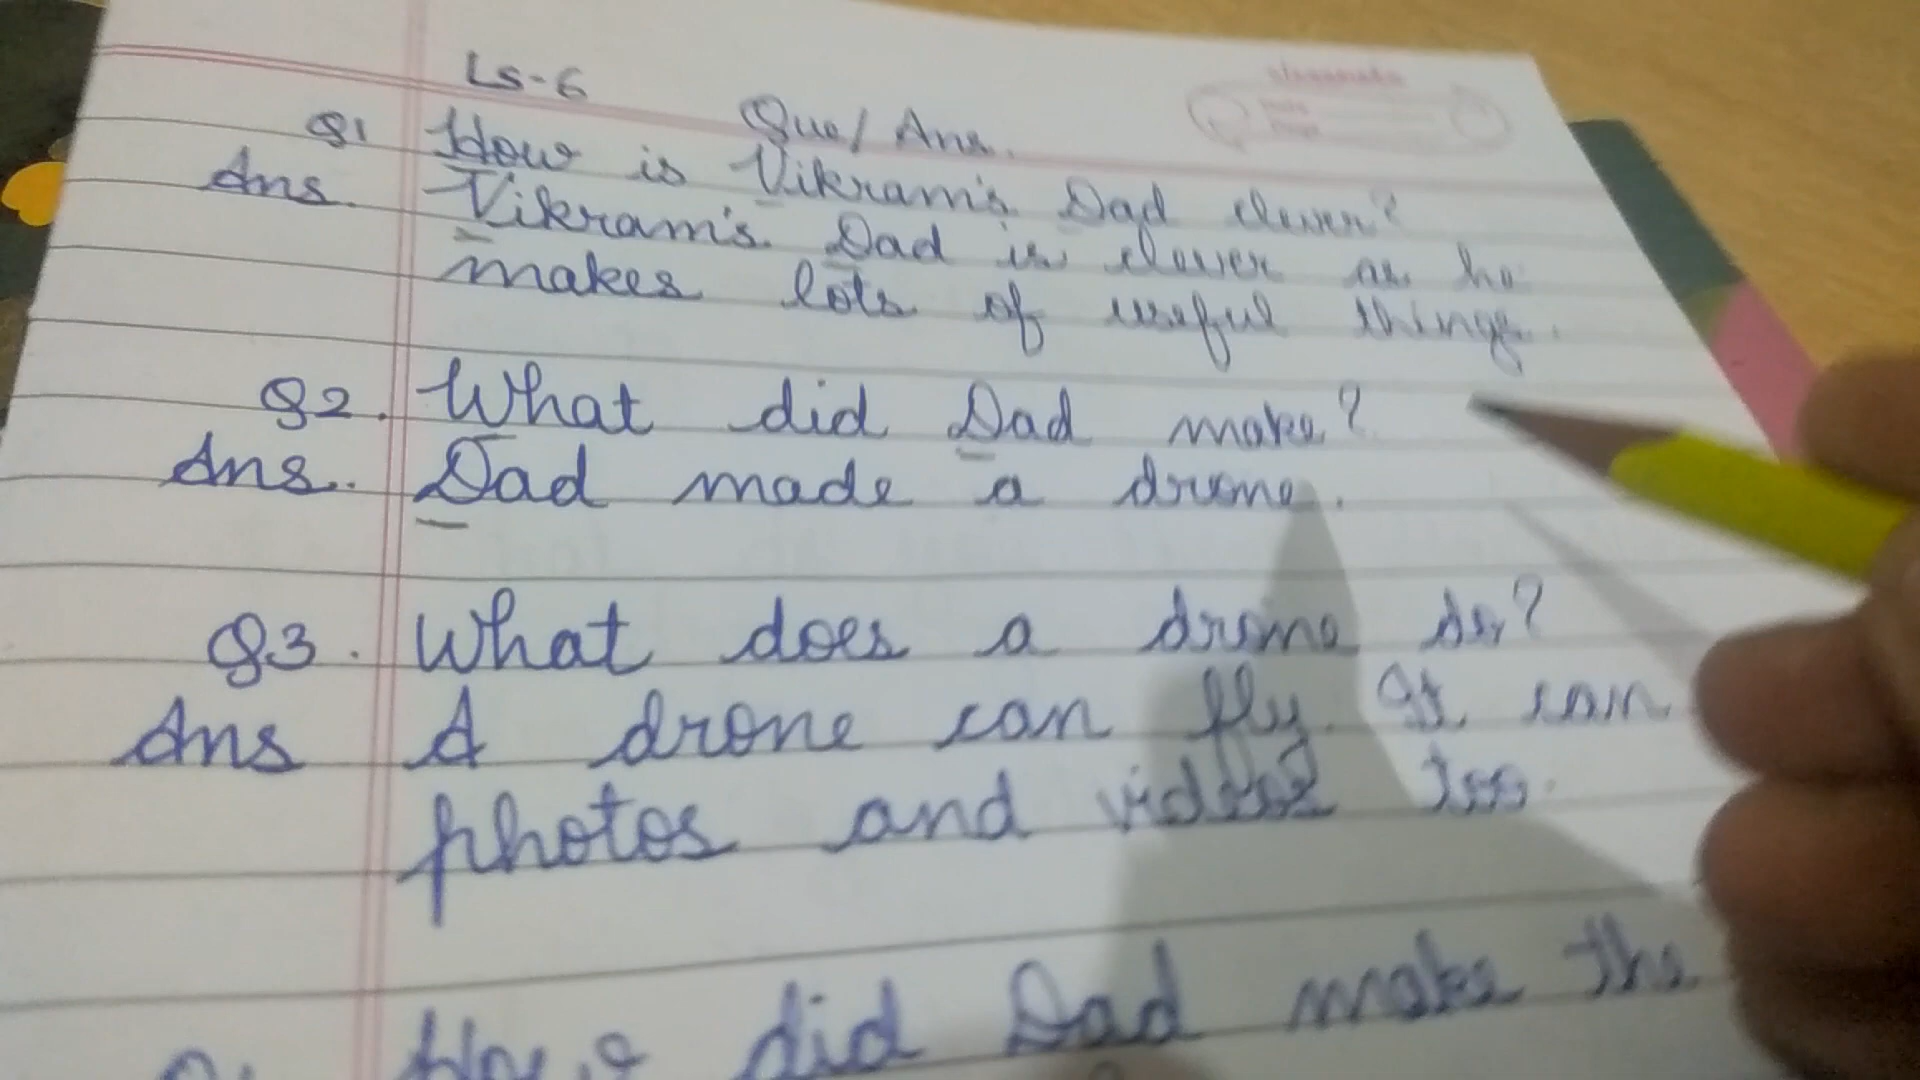 Ls-6
Que/Ans.
Q1 How is Vikram's Dad clever?
Ans. Vikram's Dad is clever as he
makes lots of useful things.
Q2. What did Dad make?
Ans. Dad made a drone.
Q3. What does a drone do?
Ans A drone can fly. It can
photos and videos too.
How did Dad make the